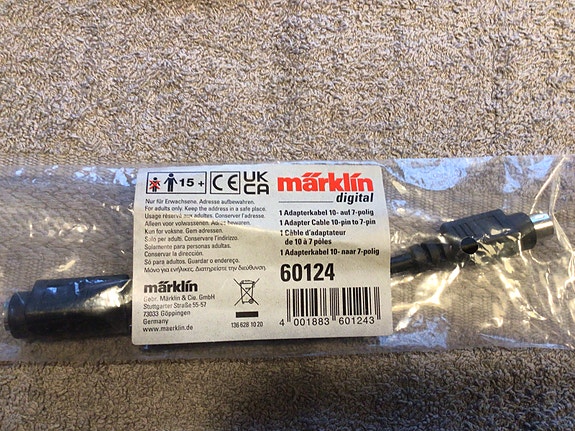 15 +
CE
UK
CA
märklin
digital
Nur für Erwachsene. Adresse aufbewahren.
For adults only. Keep the address in a safe place.
Usage réservé aux adultes. Conserver l'adresse.
Alleen voor volwassenen. Adres bewaren.
Kun for voksne. Gem adressen.
Solo per adulti. Conservare l'indirizzo.
Solamente para personas adultas.
Conservar la dirección.
Só para adultos. Guardar o endereço.
Μόνο για ενήλικες. Διατηρείτε την διεύθυνση.
1 Adapterkabel 10- auf 7-polig
1 Adapter Cable 10-pin to 7-pin
1 Câble d'adaptateur
de 10 à 7 pôles
1 Adapterkabel 10- naar 7-polig
60124
märklin
Gebr. Märklin & Cie. GmbH
Stuttgarter Straße 55-57
73033 Göppingen
Germany
www.maerklin.de
136 628 10 20
4 001883 601243